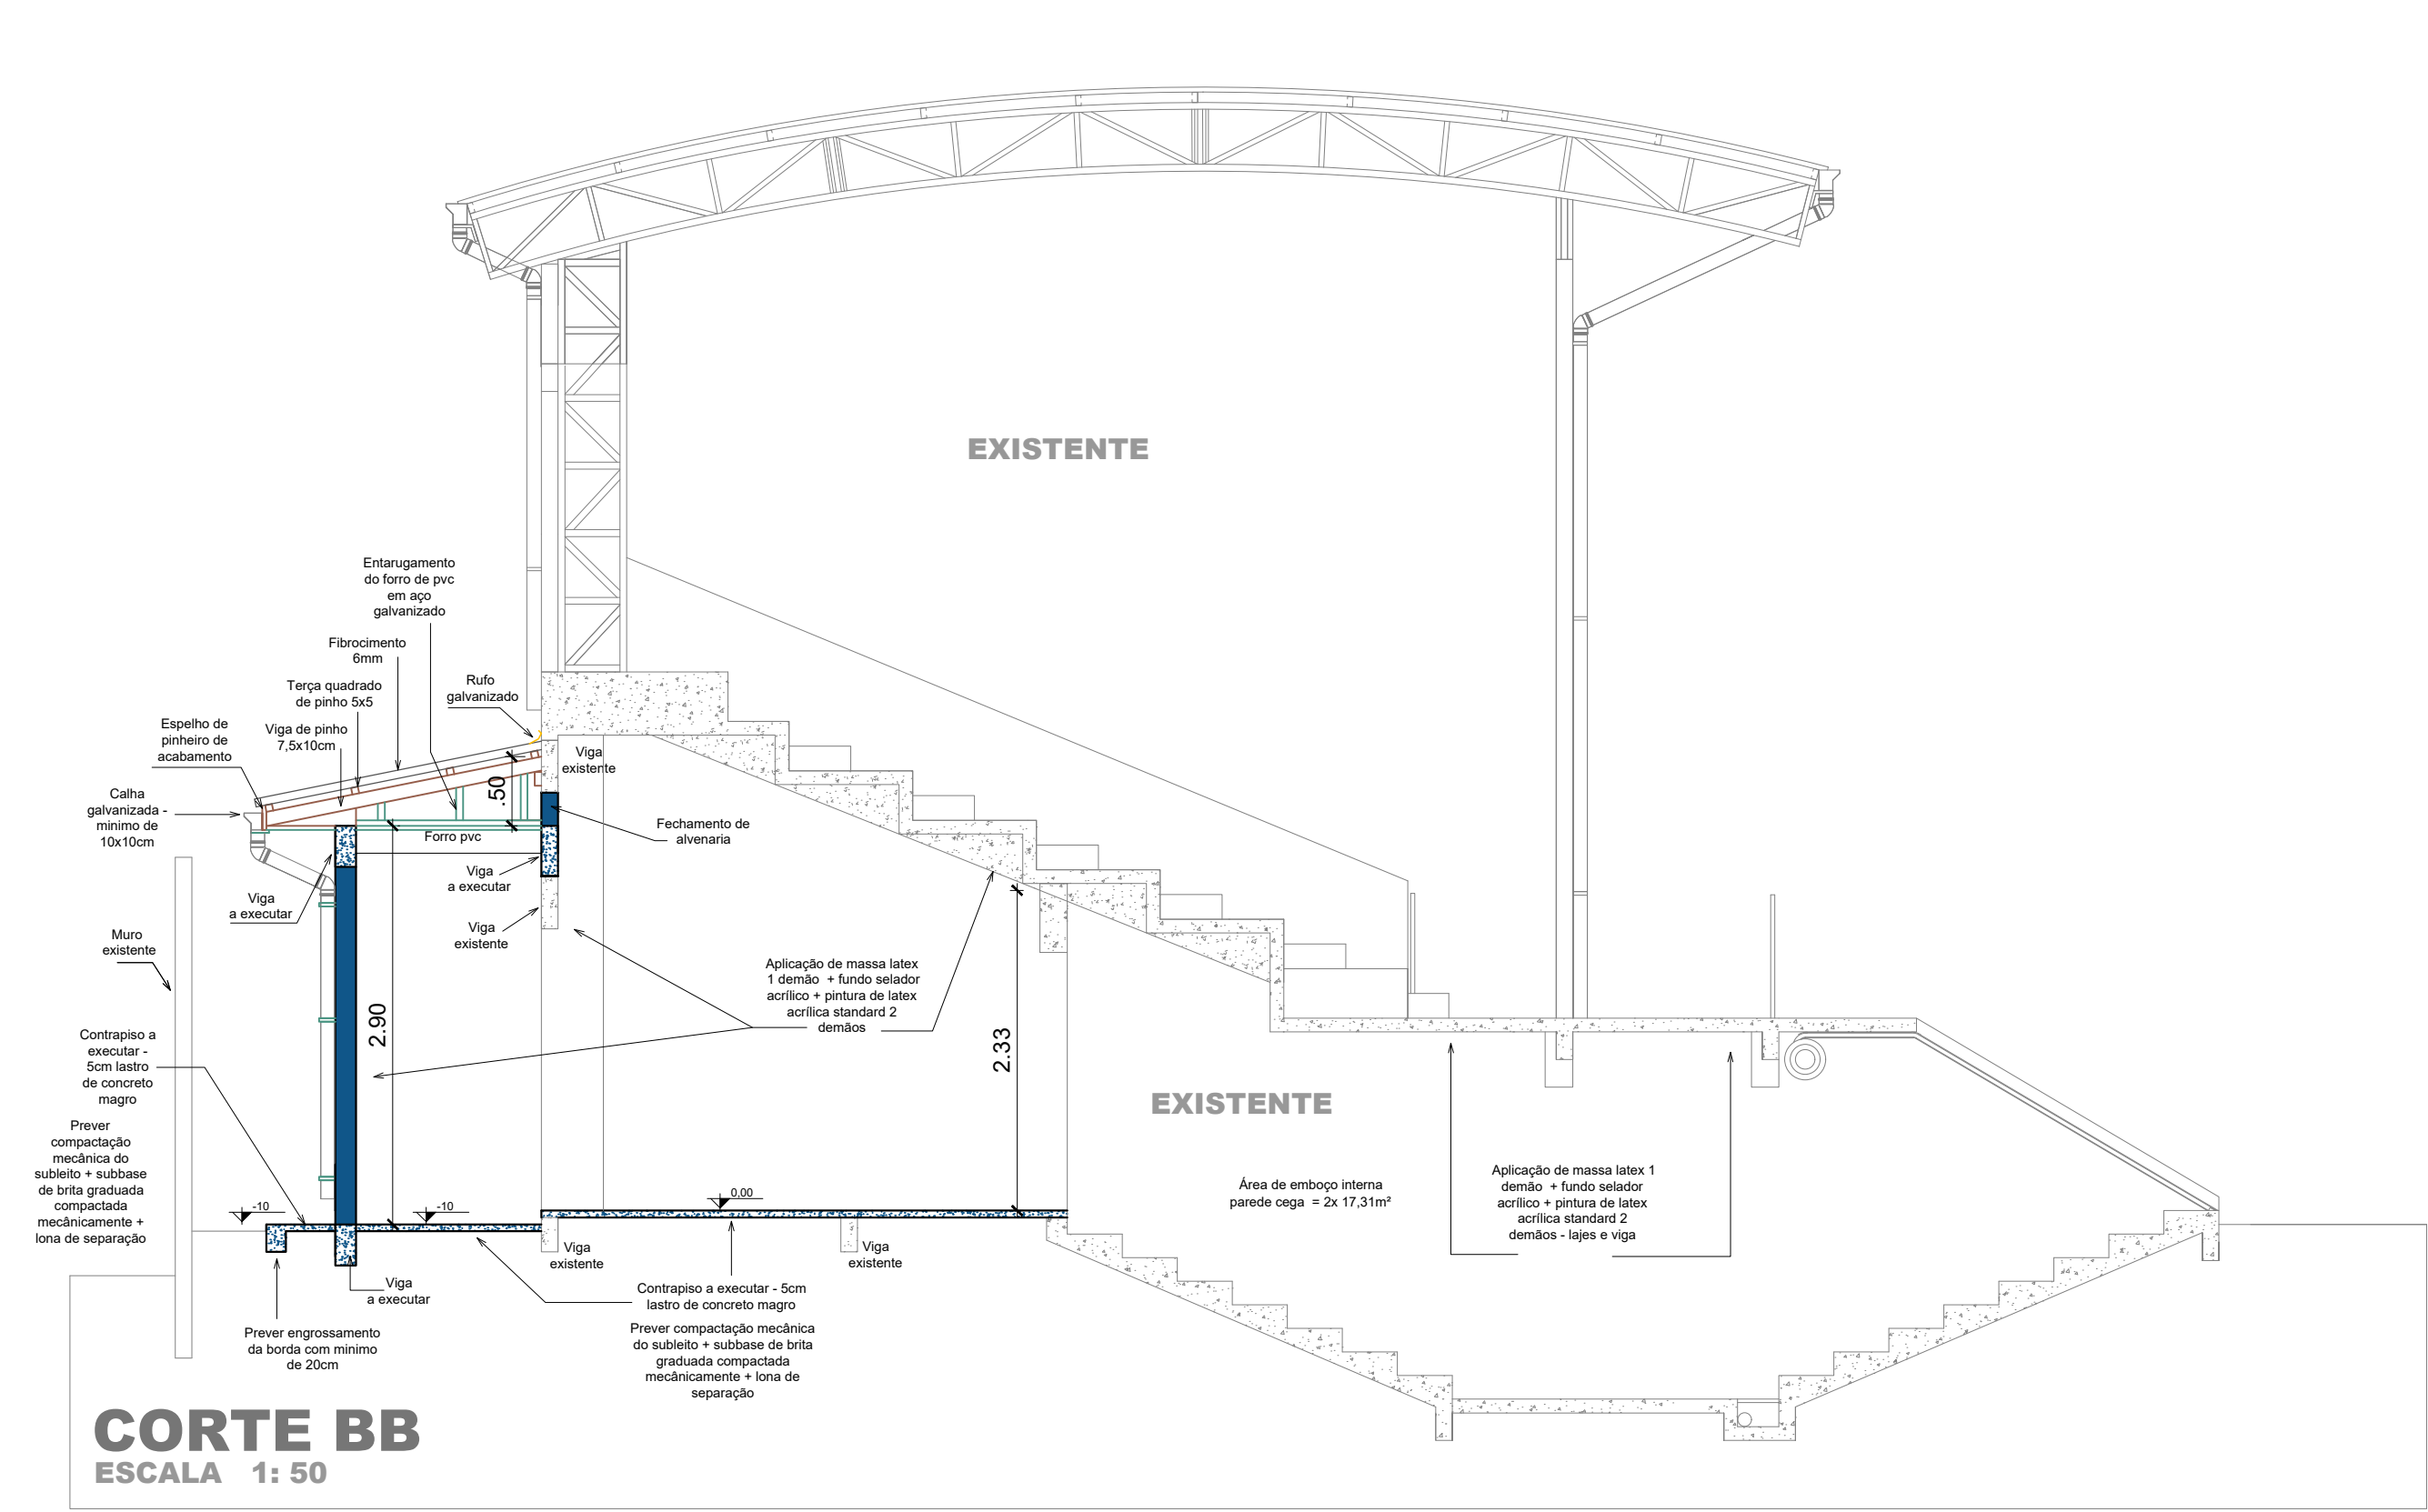 EXISTENTE
Entarugamento
do forro de pvc
em aço
galvanizado
Fibrocimento
6mm
Terça quadrado
de pinho 5x5
Rufo
galvanizado
Espelho de
pinheiro de
acabamento
Viga de pinho
7,5x10cm
Viga
existente
.50
Calha
galvanizada -
minimo de
10x10cm
Forro pvc
Fechamento de
alvenaria
Viga
a executar
Viga
a executar
Viga
existente
Muro
existente
Aplicação de massa latex
1 demão + fundo selador
acrílico + pintura de latex
acrílica standard 2
demãos
2.90
2.33
Contrapiso a
executar -
5cm lastro
de concreto
magro
EXISTENTE
Prever
compactação
mecânica do
subleito + subbase
de brita graduada
compactada
mecânicamente +
lona de separação
Área de emboço interna
parede cega = 2x 17,31m²
Aplicação de massa latex 1
demão + fundo selador
acrílico + pintura de latex
acrílica standard 2
demãos - lajes e viga
-10
-10
0,00
Viga
existente
Viga
existente
Viga
a executar
Contrapiso a executar - 5cm
lastro de concreto magro
Prever engrossamento
da borda com minimo
de 20cm
Prever compactação mecânica
do subleito + subbase de brita
graduada compactada
mecânicamente + lona de
separação
CORTE BB
ESCALA 1: 50